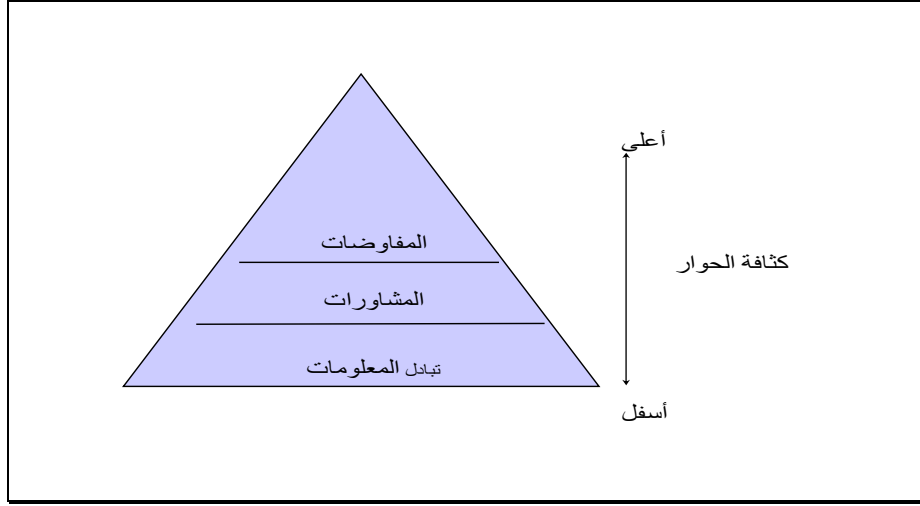 أعلى
المفاوضات
كثافة الحوار
المشاورات
تبادل المعلومات
أسفل